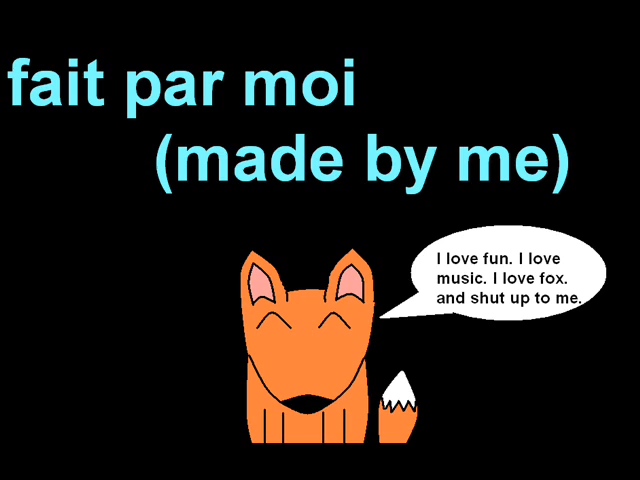 fait par moi
(made by me)
I love fun. I love
music. I love fox.
and shut up to me.